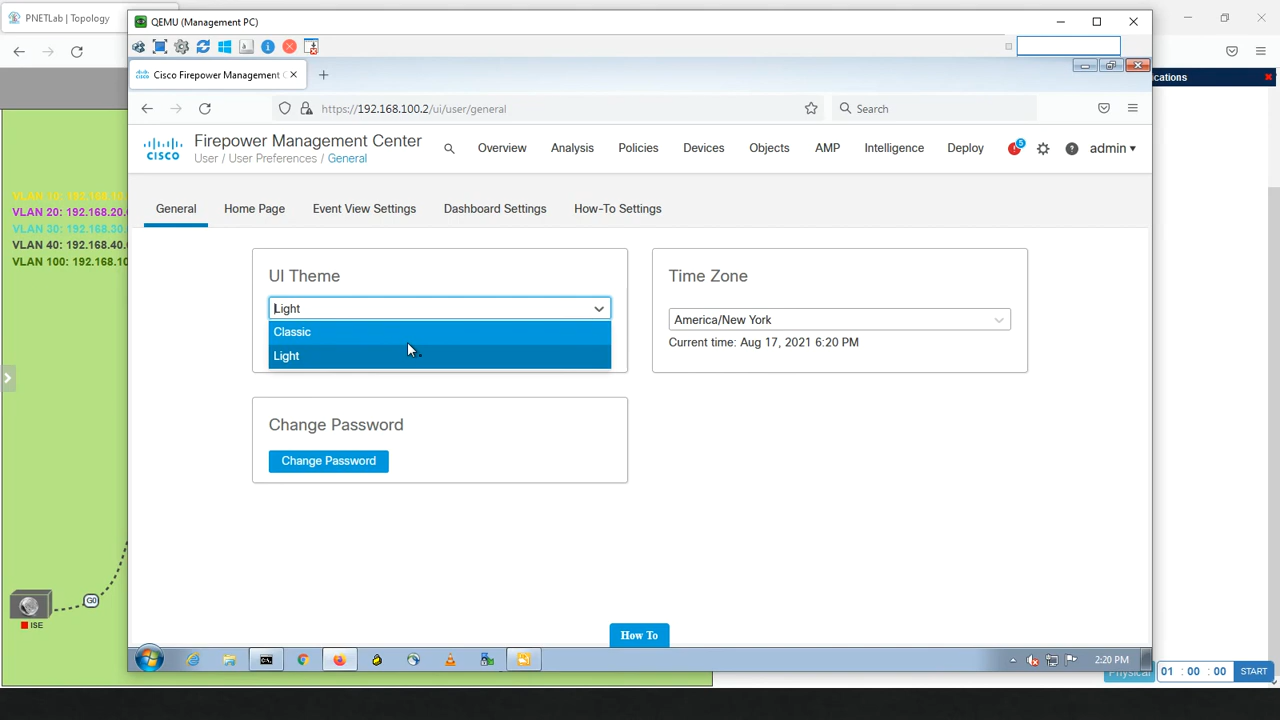 PNETLab | Topology
QEMU (Management PC)
Cisco Firepower Management C
ications
https://192.168.100.2/ui/user/general
Search
CISCO
Firepower Management Center
User / User Preferences / General
Overview
Analysis
Policies
Devices
Objects
AMP
Intelligence
Deploy
5
admin
General
Home Page
Event View Settings
Dashboard Settings
How-To Settings
VLAN 10: 192.168.10
VLAN 20: 192.168.20.
VLAN 30: 192.168.30.
VLAN 40: 192.168.40.
VLAN 100: 192.168.10
UI Theme
Light
Classic
Light
Time Zone
America/New York
Current time: Aug 17, 2021 6:20 PM
Change Password
Change Password
G0
ISE
How To
2:20 PM
Physical
01 : 00 : 00
START